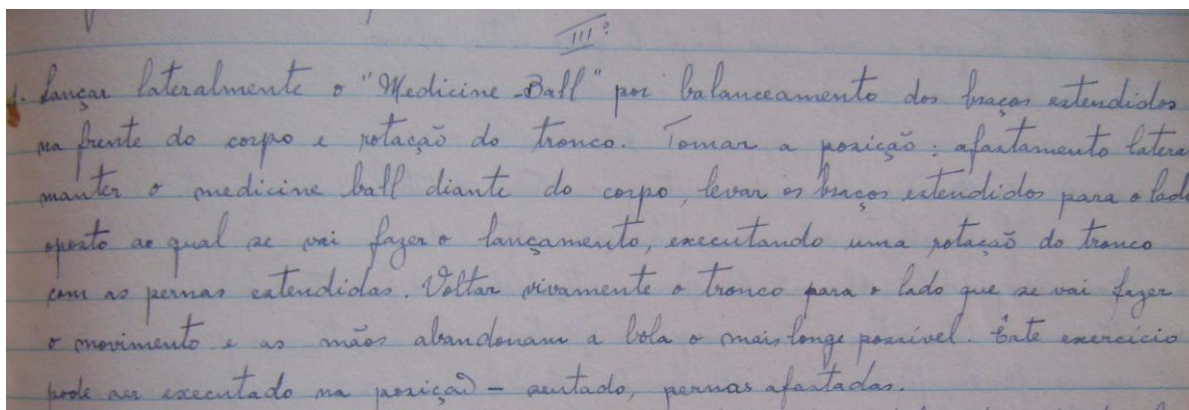 III º
1. Lançar lateralmente o "Medicine-Ball" por balanceamento dos braços estendidos
na frente do corpo e rotação do tronco. Tomar a posição: afastamento lateral
manter o medicine ball diante do corpo, levar os braços estendidos para o lado
oposto ao qual se vai fazer o lançamento, executando uma rotação do tronco
com as pernas estendidas. Voltar vivamente o tronco para o lado que se vai fazer
o movimento e as mãos abandonam a bola o mais longe possível. Êste exercício
pode ser executado na posição - sentado, pernas afastadas.